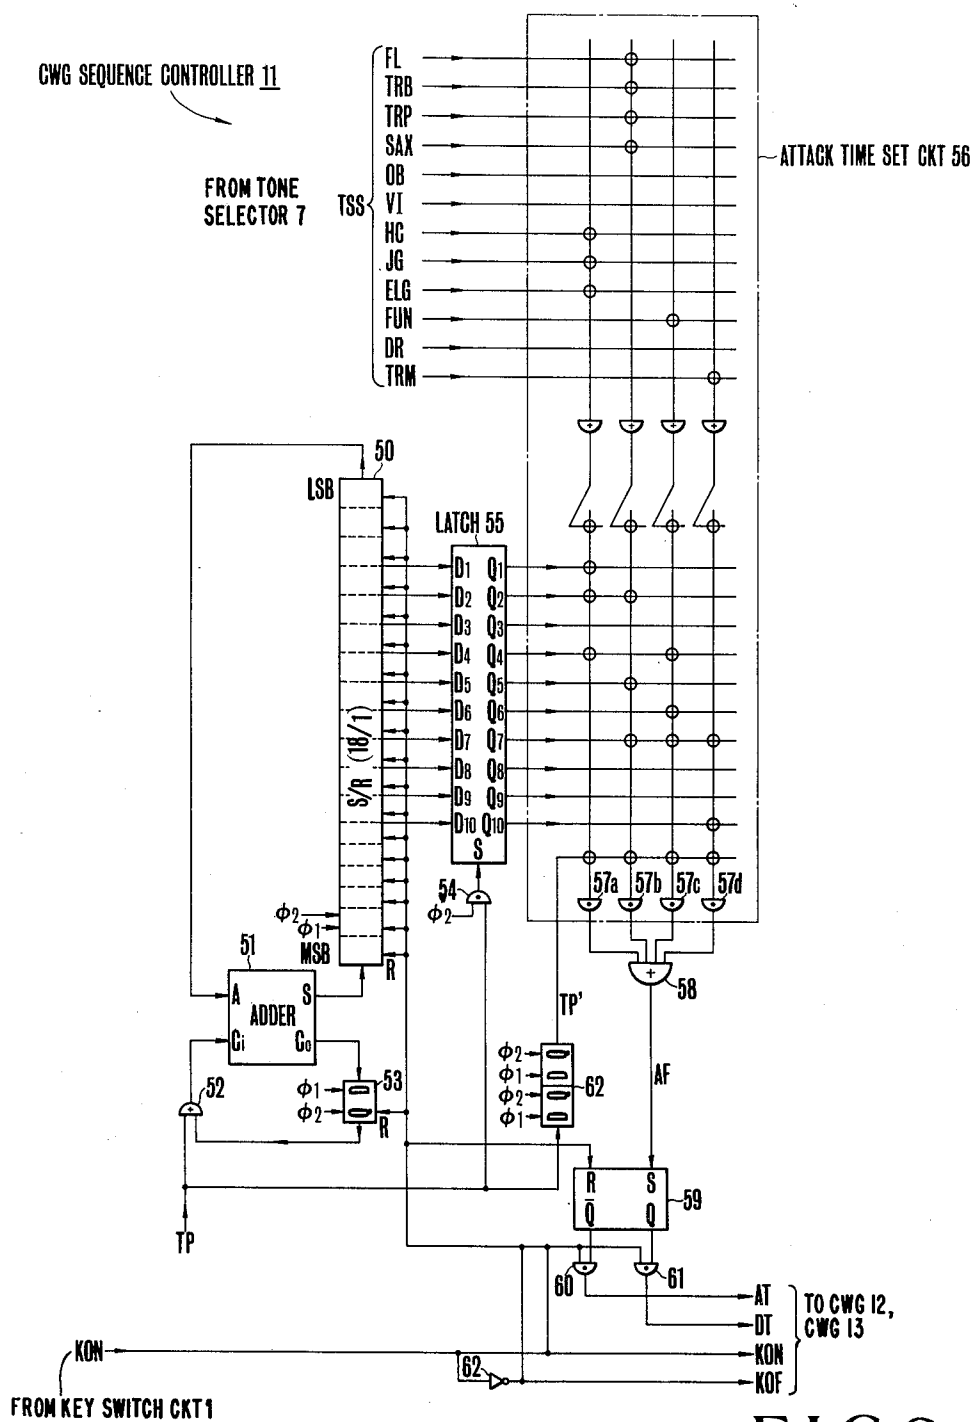 CWG SEQUENCE CONTROLLER 11
FROM TONE
SELECTOR 7
TSS
FL
TRB
TRP
SAX
OB
VI
HC
JG
ELG
FUN
DR
TRM
ATTACK TIME SET CKT 56
50
LSB
S/R (18/1)
MSB
R
LATCH 55
D1 Q1
D2 Q2
D3 Q3
D4 Q4
D5 Q5
D6 Q6
D7 Q7
D8 Q8
D9 Q9
D10 Q10
S
57a 57b 57c 57d
54
φ2
φ2
φ1
51
A S
ADDER
Ci Co
58
TP'
AF
52
φ1
φ2
53
R
φ2
φ1
φ2
φ1
62
R S
Q̅ Q
59
TP
60
61
AT
DT
KON
KOF
TO CWG 12,
CWG 13
KON
62
FROM KEY SWITCH CKT 1